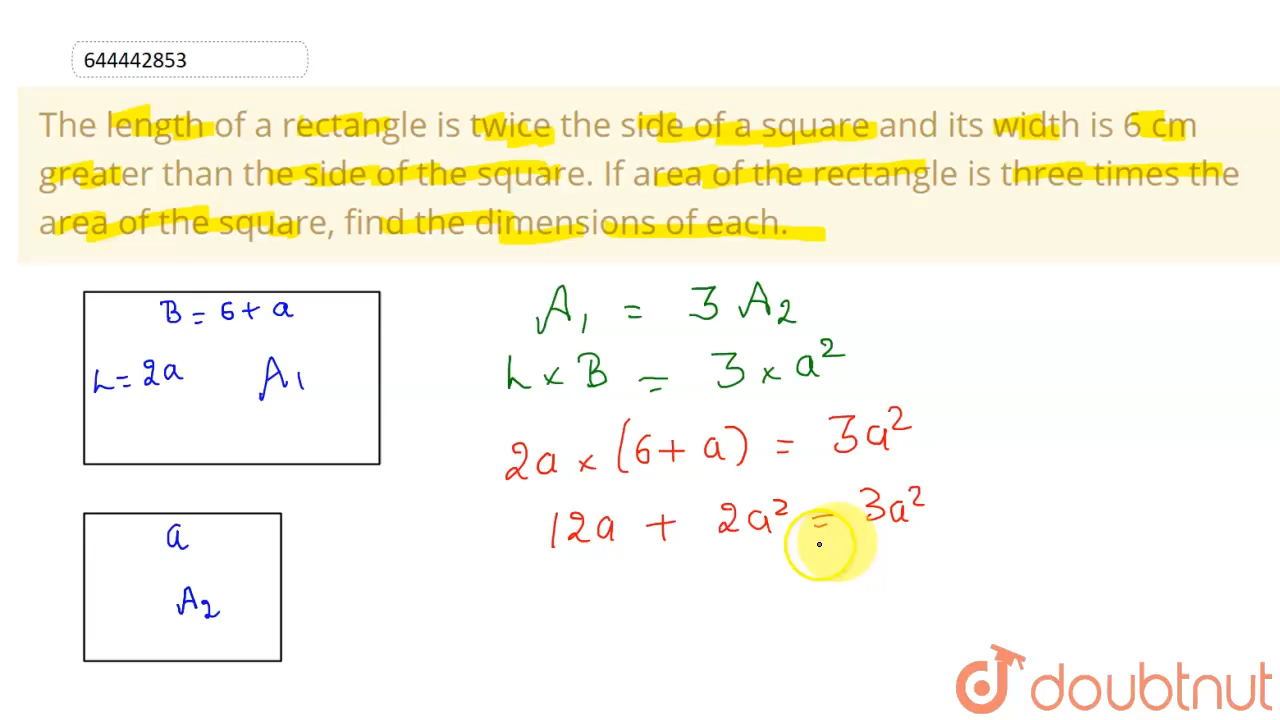 644442853
The length of a rectangle is twice the side of a square and its width is 6 cm
greater than the side of the square. If area of the rectangle is three times the
area of the square, find the dimensions of each.
B = 6 + a
L = 2a A₁
a
A₂
A₁ = 3 A₂
L × B = 3 × a²
2a × (6 + a) = 3a²
12a + 2a² = 3a²
doubtnut